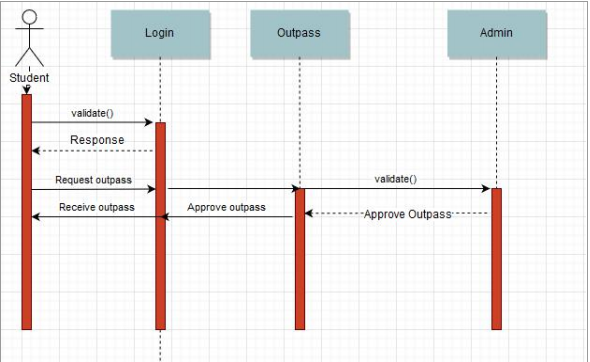 Login
Outpass
Admin
Student
validate()
Response
Request outpass
validate()
Receive outpass
Approve outpass
Approve Outpass